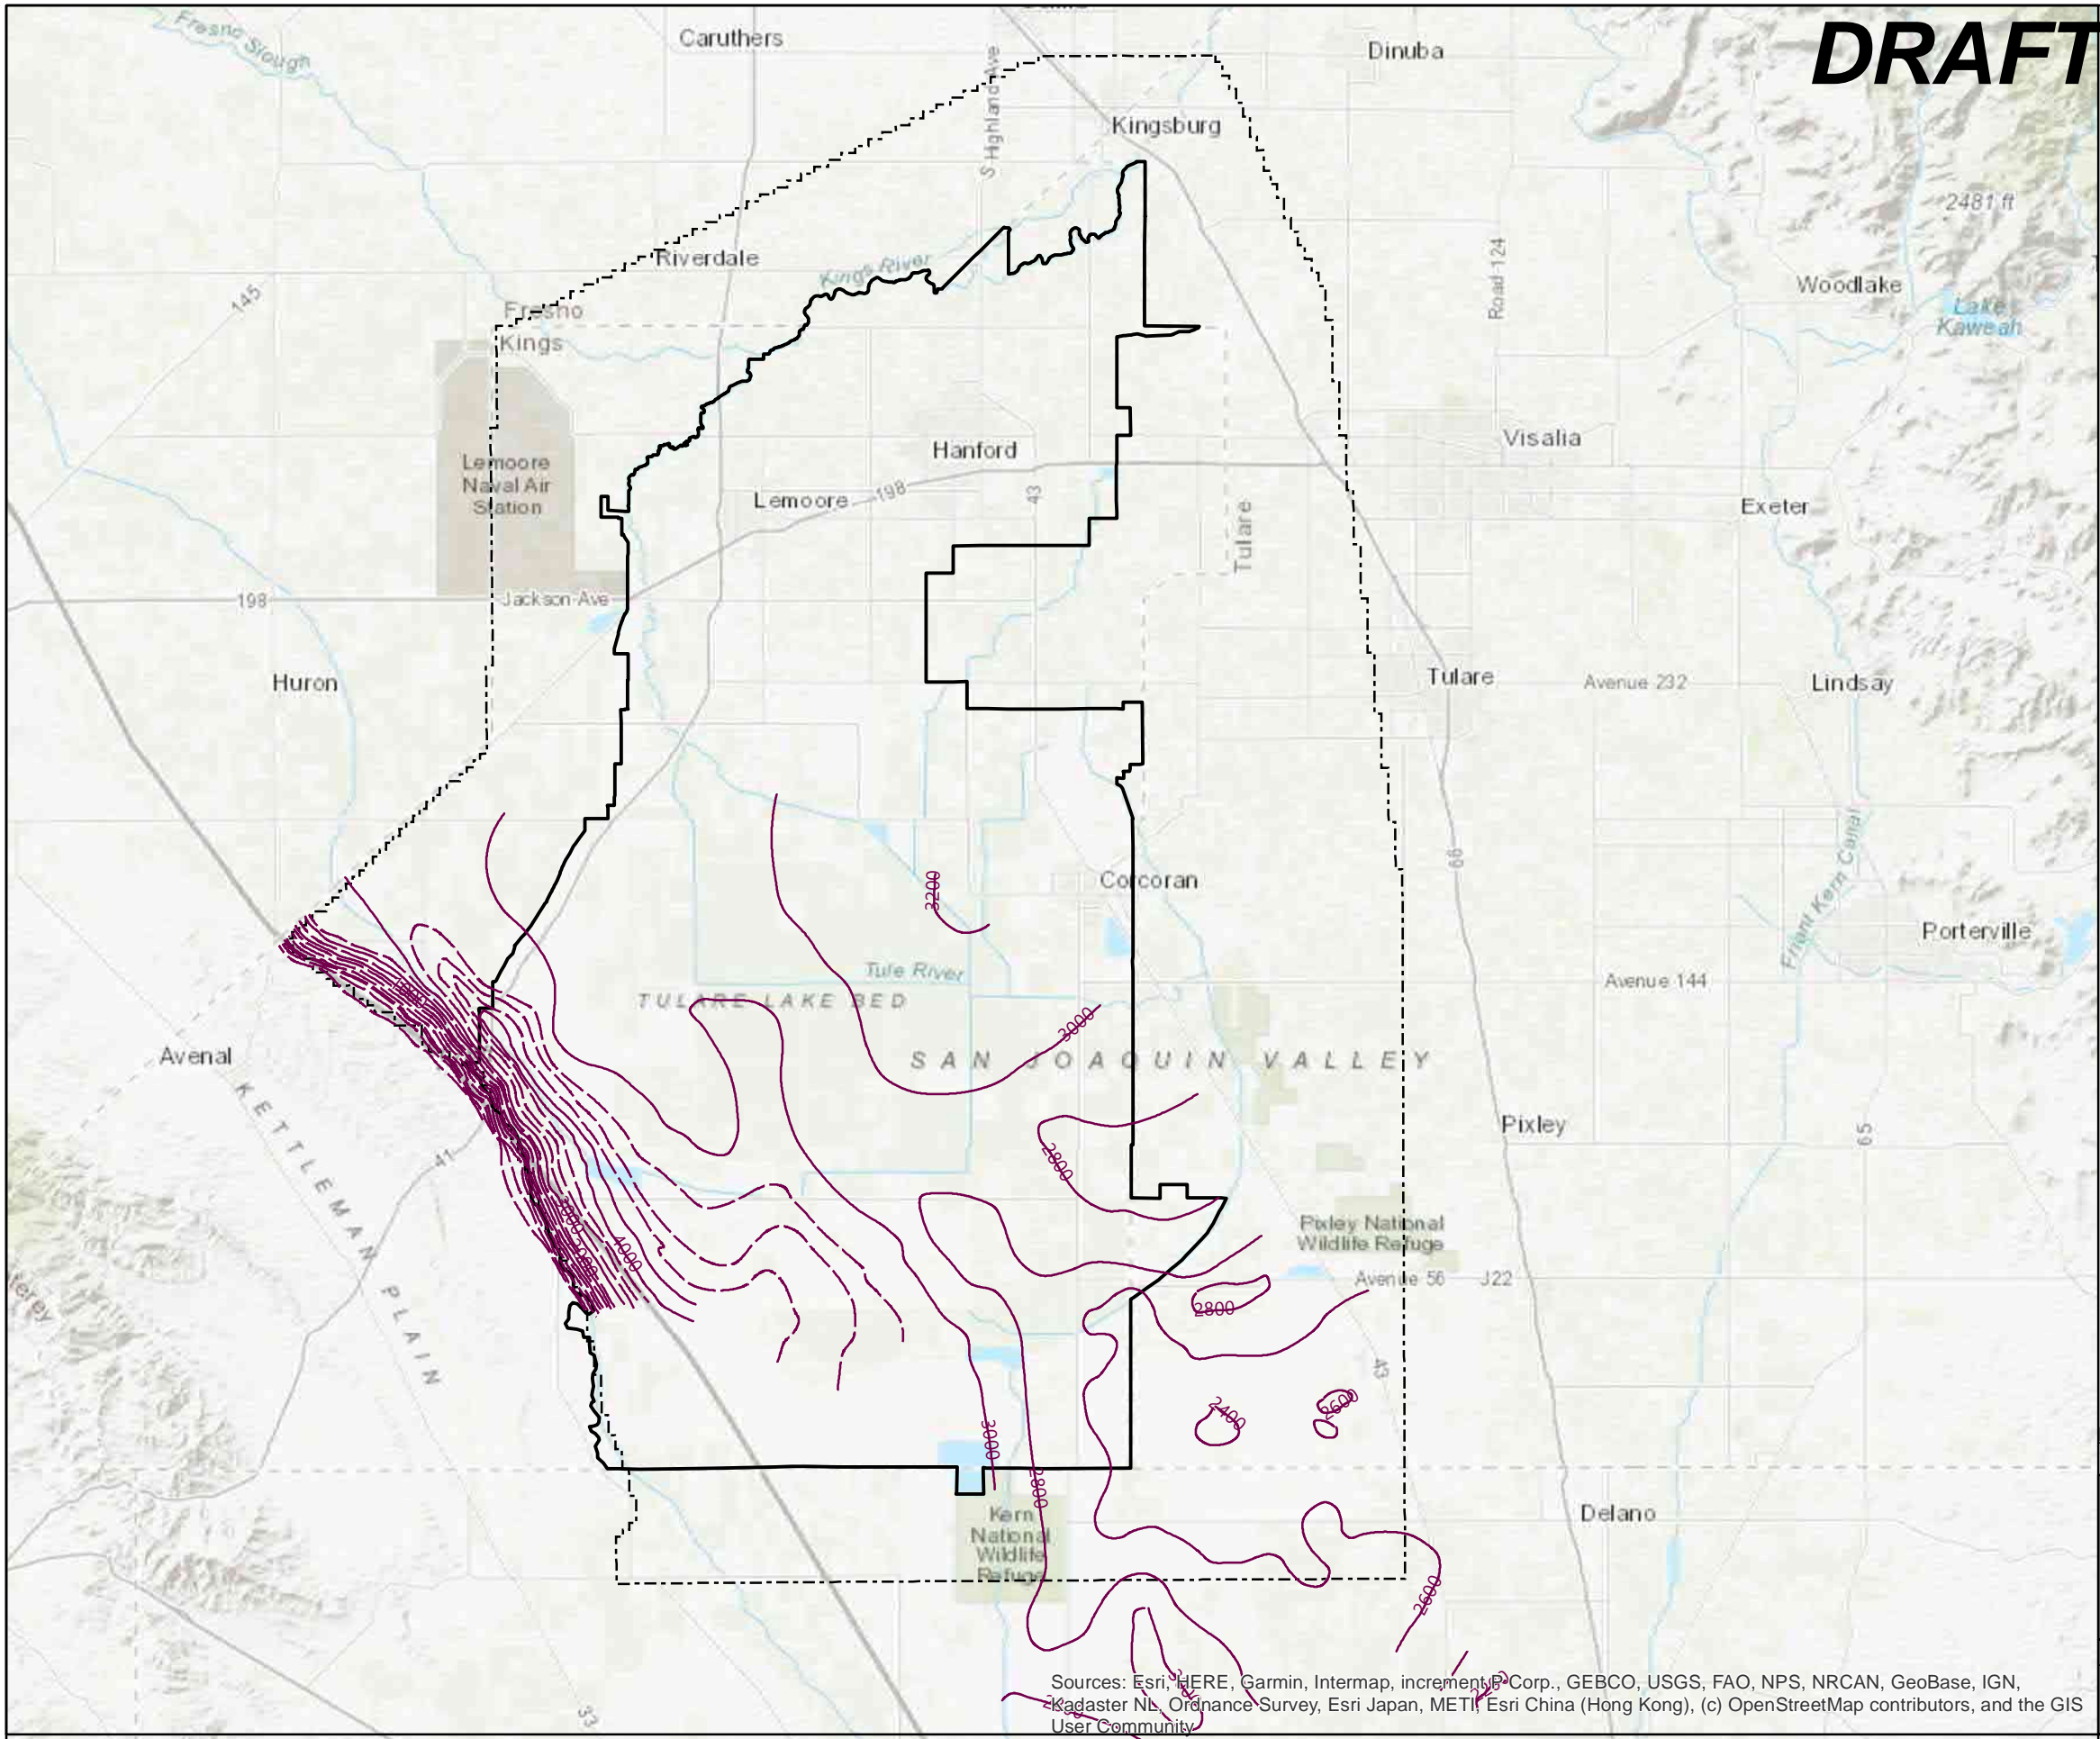 DRAFT
Fresno Slough
Caruthers
Dinuba
S Highland Ave
Kingsburg
2481 ft
Riverdale
Kings River
Road 124
Woodlake
Lake
Kaweah
145
Fresno
Kings
Lemoore
Naval Air
Station
Hanford
Visalia
Lemoore
198
43
Exeter
Tulare
198
Jackson Ave
Huron
Tulare
Avenue 232
Lindsay
Friant Kern Canal
66
Corcoran
3200
Porterville
Tule River
TULARE LAKE BED
Avenue 144
3000
Avenal
SAN JOAQUIN VALLEY
KETTLEMAN PLAIN
41
Pixley
65
2800
3000
2000
4000
Pixley National
Wildlife Refuge
Avenue 56
J22
terey
2800
43
2400
2600
3000
2800
Kern
National
Wildlife
Refuge
Delano
2600
33
Sources: Esri, HERE, Garmin, Intermap, increment P Corp., GEBCO, USGS, FAO, NPS, NRCAN, GeoBase, IGN,
Kadaster NL, Ordnance Survey, Esri Japan, METI, Esri China (Hong Kong), (c) OpenStreetMap contributors, and the GIS
User Community